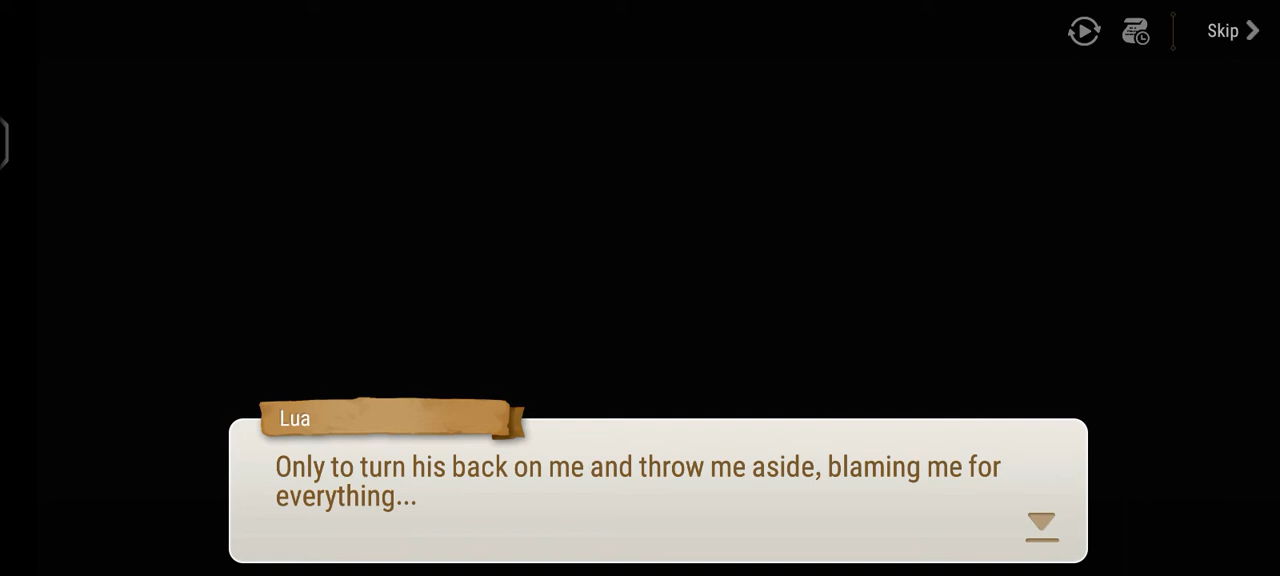 Skip
Lua
Only to turn his back on me and throw me aside, blaming me for
everything...